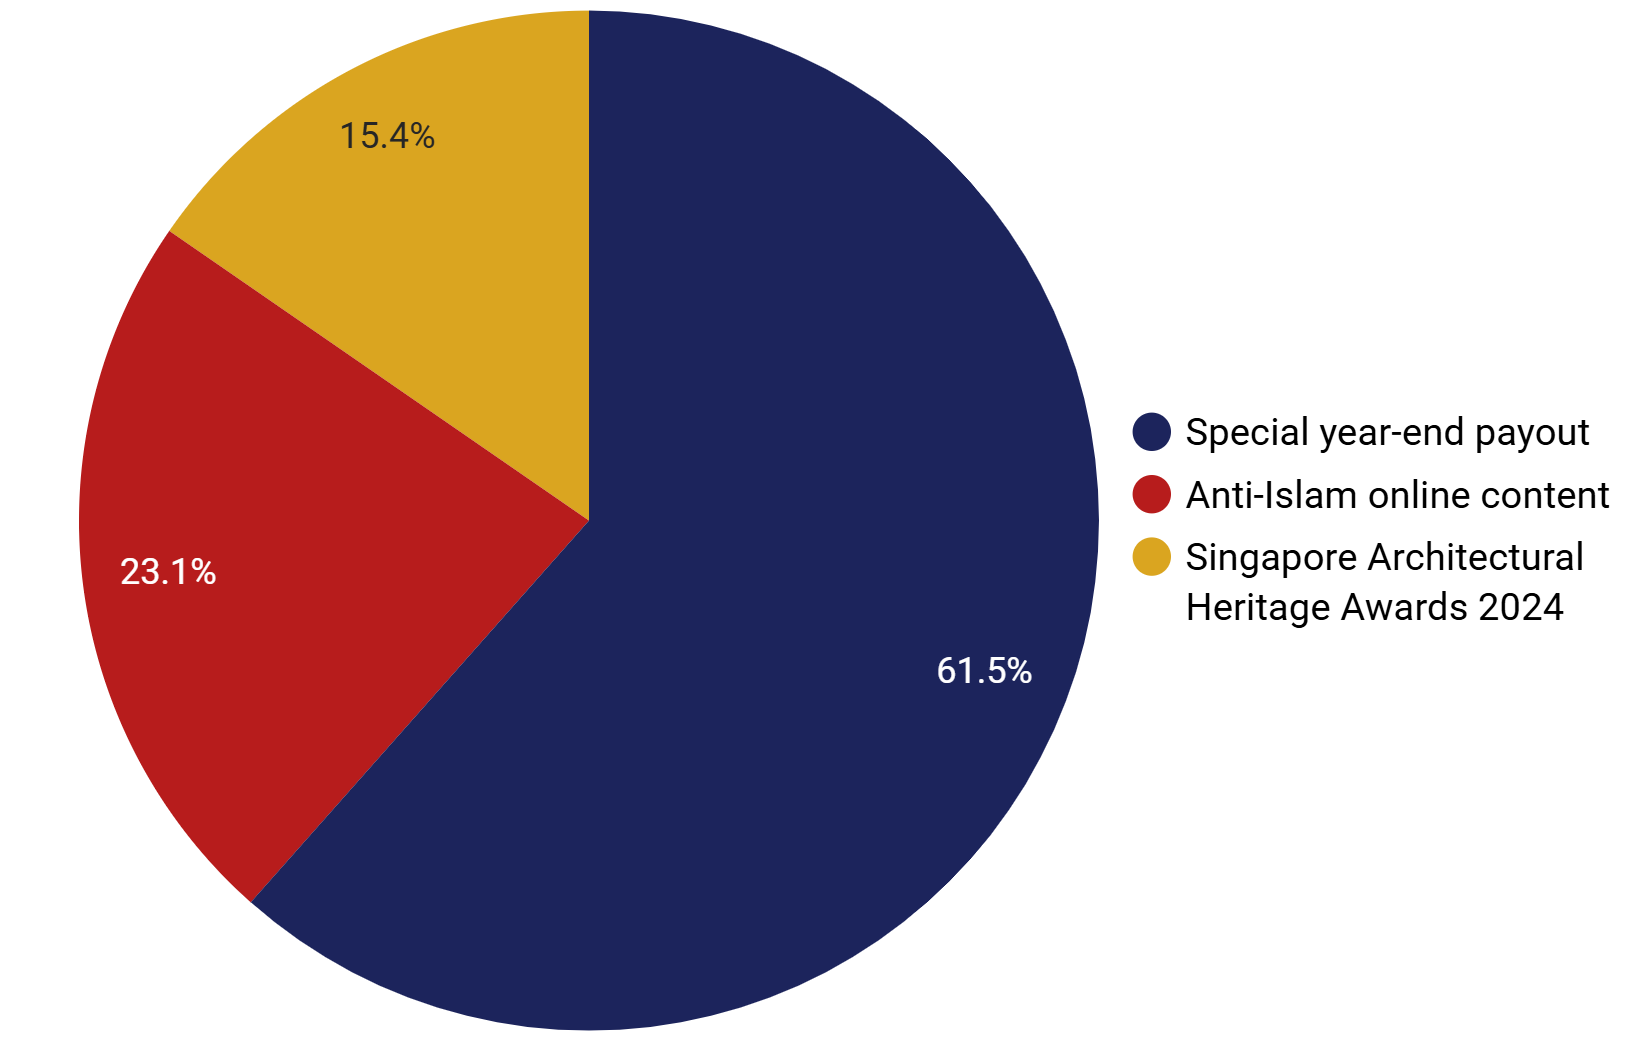 15.4%
23.1%
61.5%
Special year-end payout
Anti-Islam online content
Singapore Architectural
Heritage Awards 2024